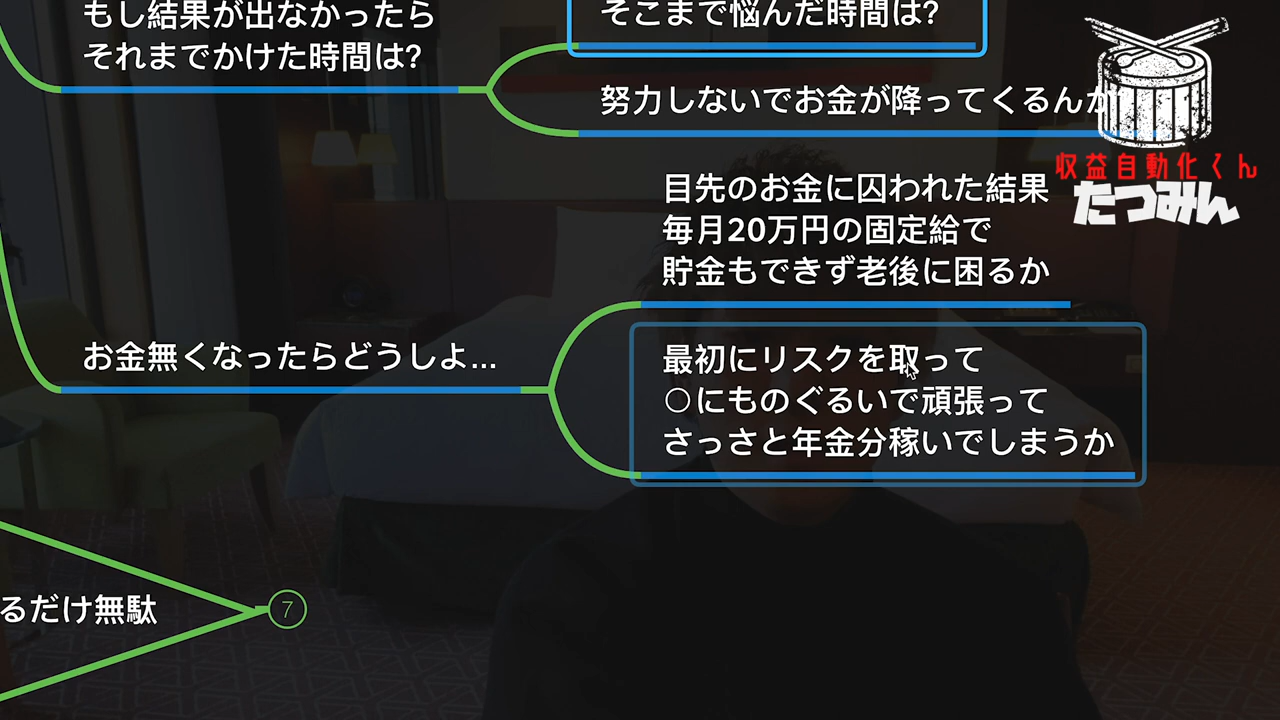 もし結果が出なかったら
それまでかけた時間は?
そこまで悩んだ時間は?
努力しないでお金が降ってくるんか
収益自動化くん
たつみん
お金無くなったらどうしよ...
目先のお金に囚われた結果
毎月20万円の固定給で
貯金もできず老後に困るか
最初にリスクを取って
○にものぐるいで頑張って
さっさと年金分稼いでしまうか
るだけ無駄
7